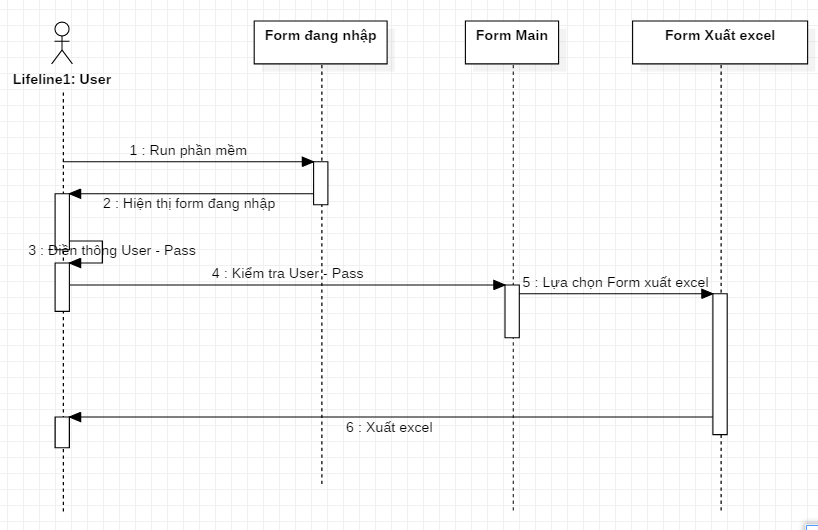 Form đang nhập
Form Main
Form Xuất excel
Lifeline1: User
1 : Run phần mềm
2 : Hiện thị form đang nhập
3 : Điền thông User - Pass
4 : Kiểm tra User - Pass
5 : Lựa chọn Form xuất excel
6 : Xuất excel